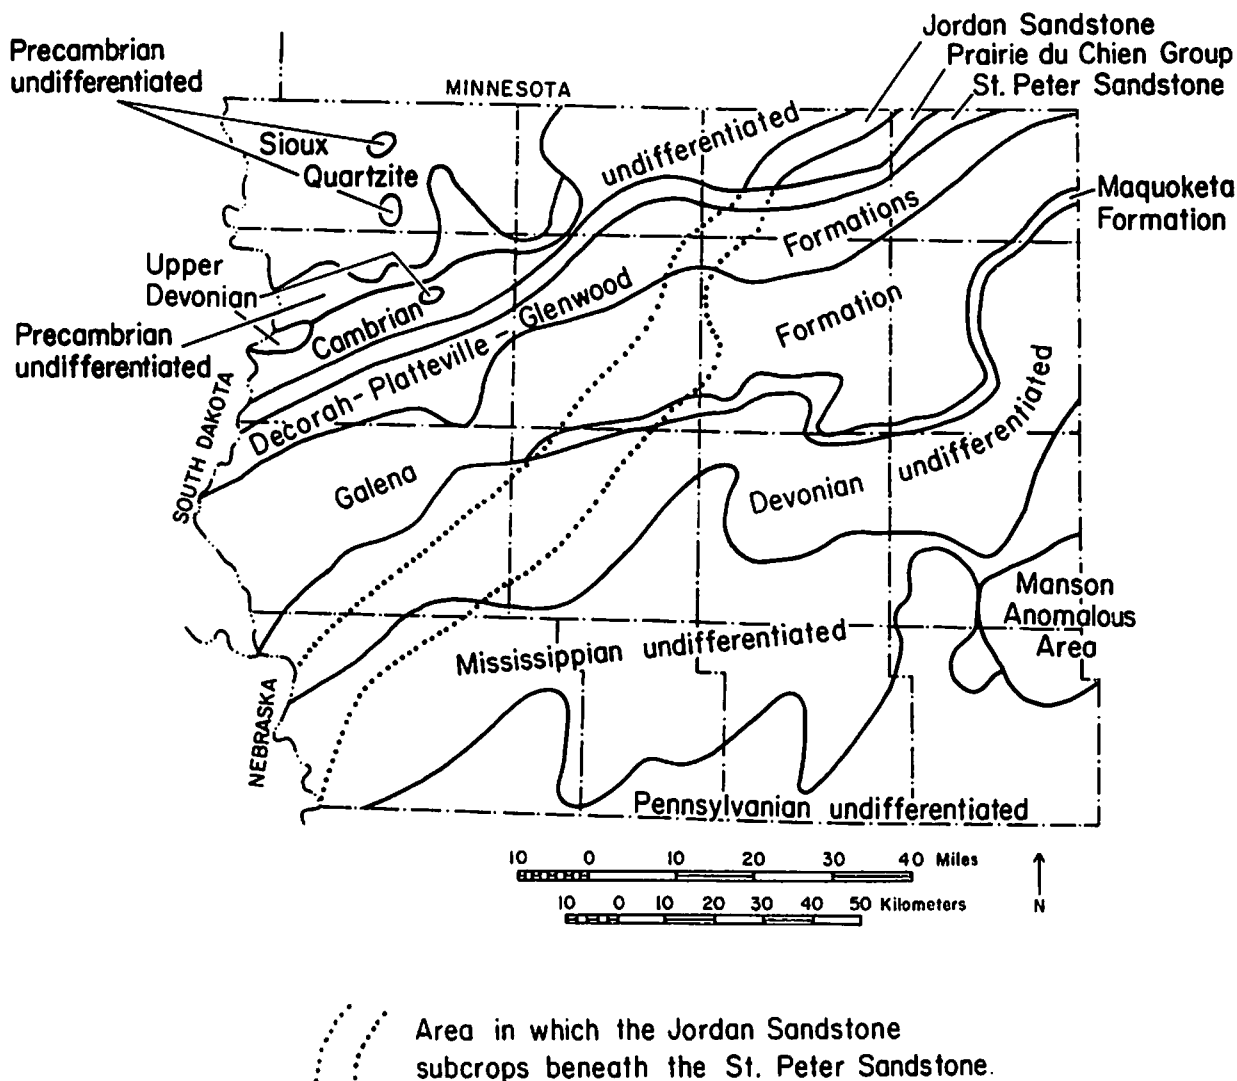 Jordan Sandstone
Prairie du Chien Group
St. Peter Sandstone
Precambrian
undifferentiated
MINNESOTA
undifferentiated
Sioux
Quartzite
Maquoketa
Formation
Formations
Upper
Devonian
Glenwood
Formation
Precambrian
undifferentiated
Cambrian
Decorah-Platteville -
SOUTH DAKOTA
Galena
Devonian undifferentiated
Manson
Anomalous
Area
Mississippian undifferentiated
NEBRASKA
Pennsylvanian undifferentiated
10 0 10 20 30 40 Miles
10 0 10 20 30 40 50 Kilometers
N
Area in which the Jordan Sandstone
subcrops beneath the St. Peter Sandstone.